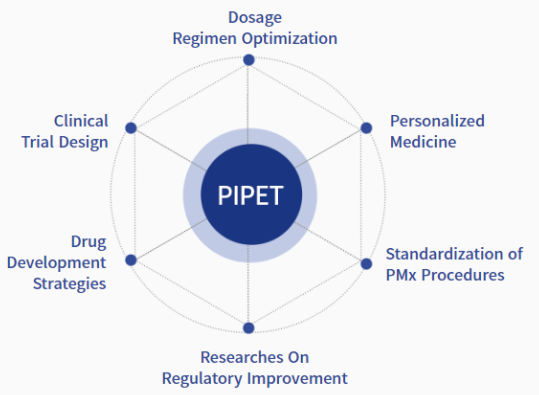 Dosage
Regimen Optimization
Clinical
Trial Design
Personalized
Medicine
PIPET
Drug
Development
Strategies
Standardization of
PMx Procedures
Researches On
Regulatory Improvement